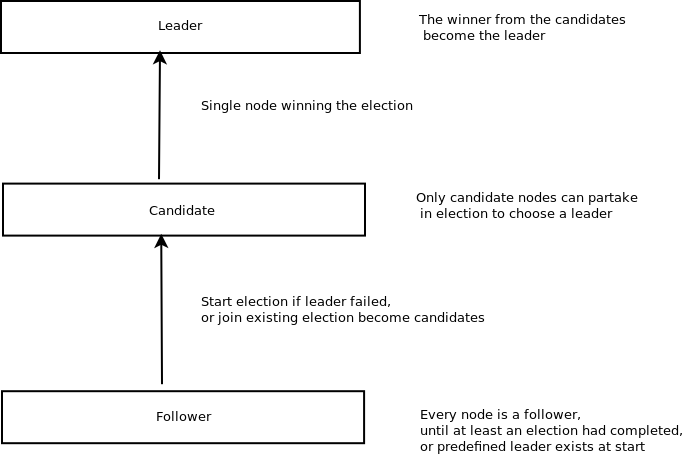 Leader
The winner from the candidates
become the leader
Single node winning the election
Candidate
Only candidate nodes can partake
in election to choose a leader
Start election if leader failed,
or join existing election become candidates
Follower
Every node is a follower,
until at least an election had completed,
or predefined leader exists at start